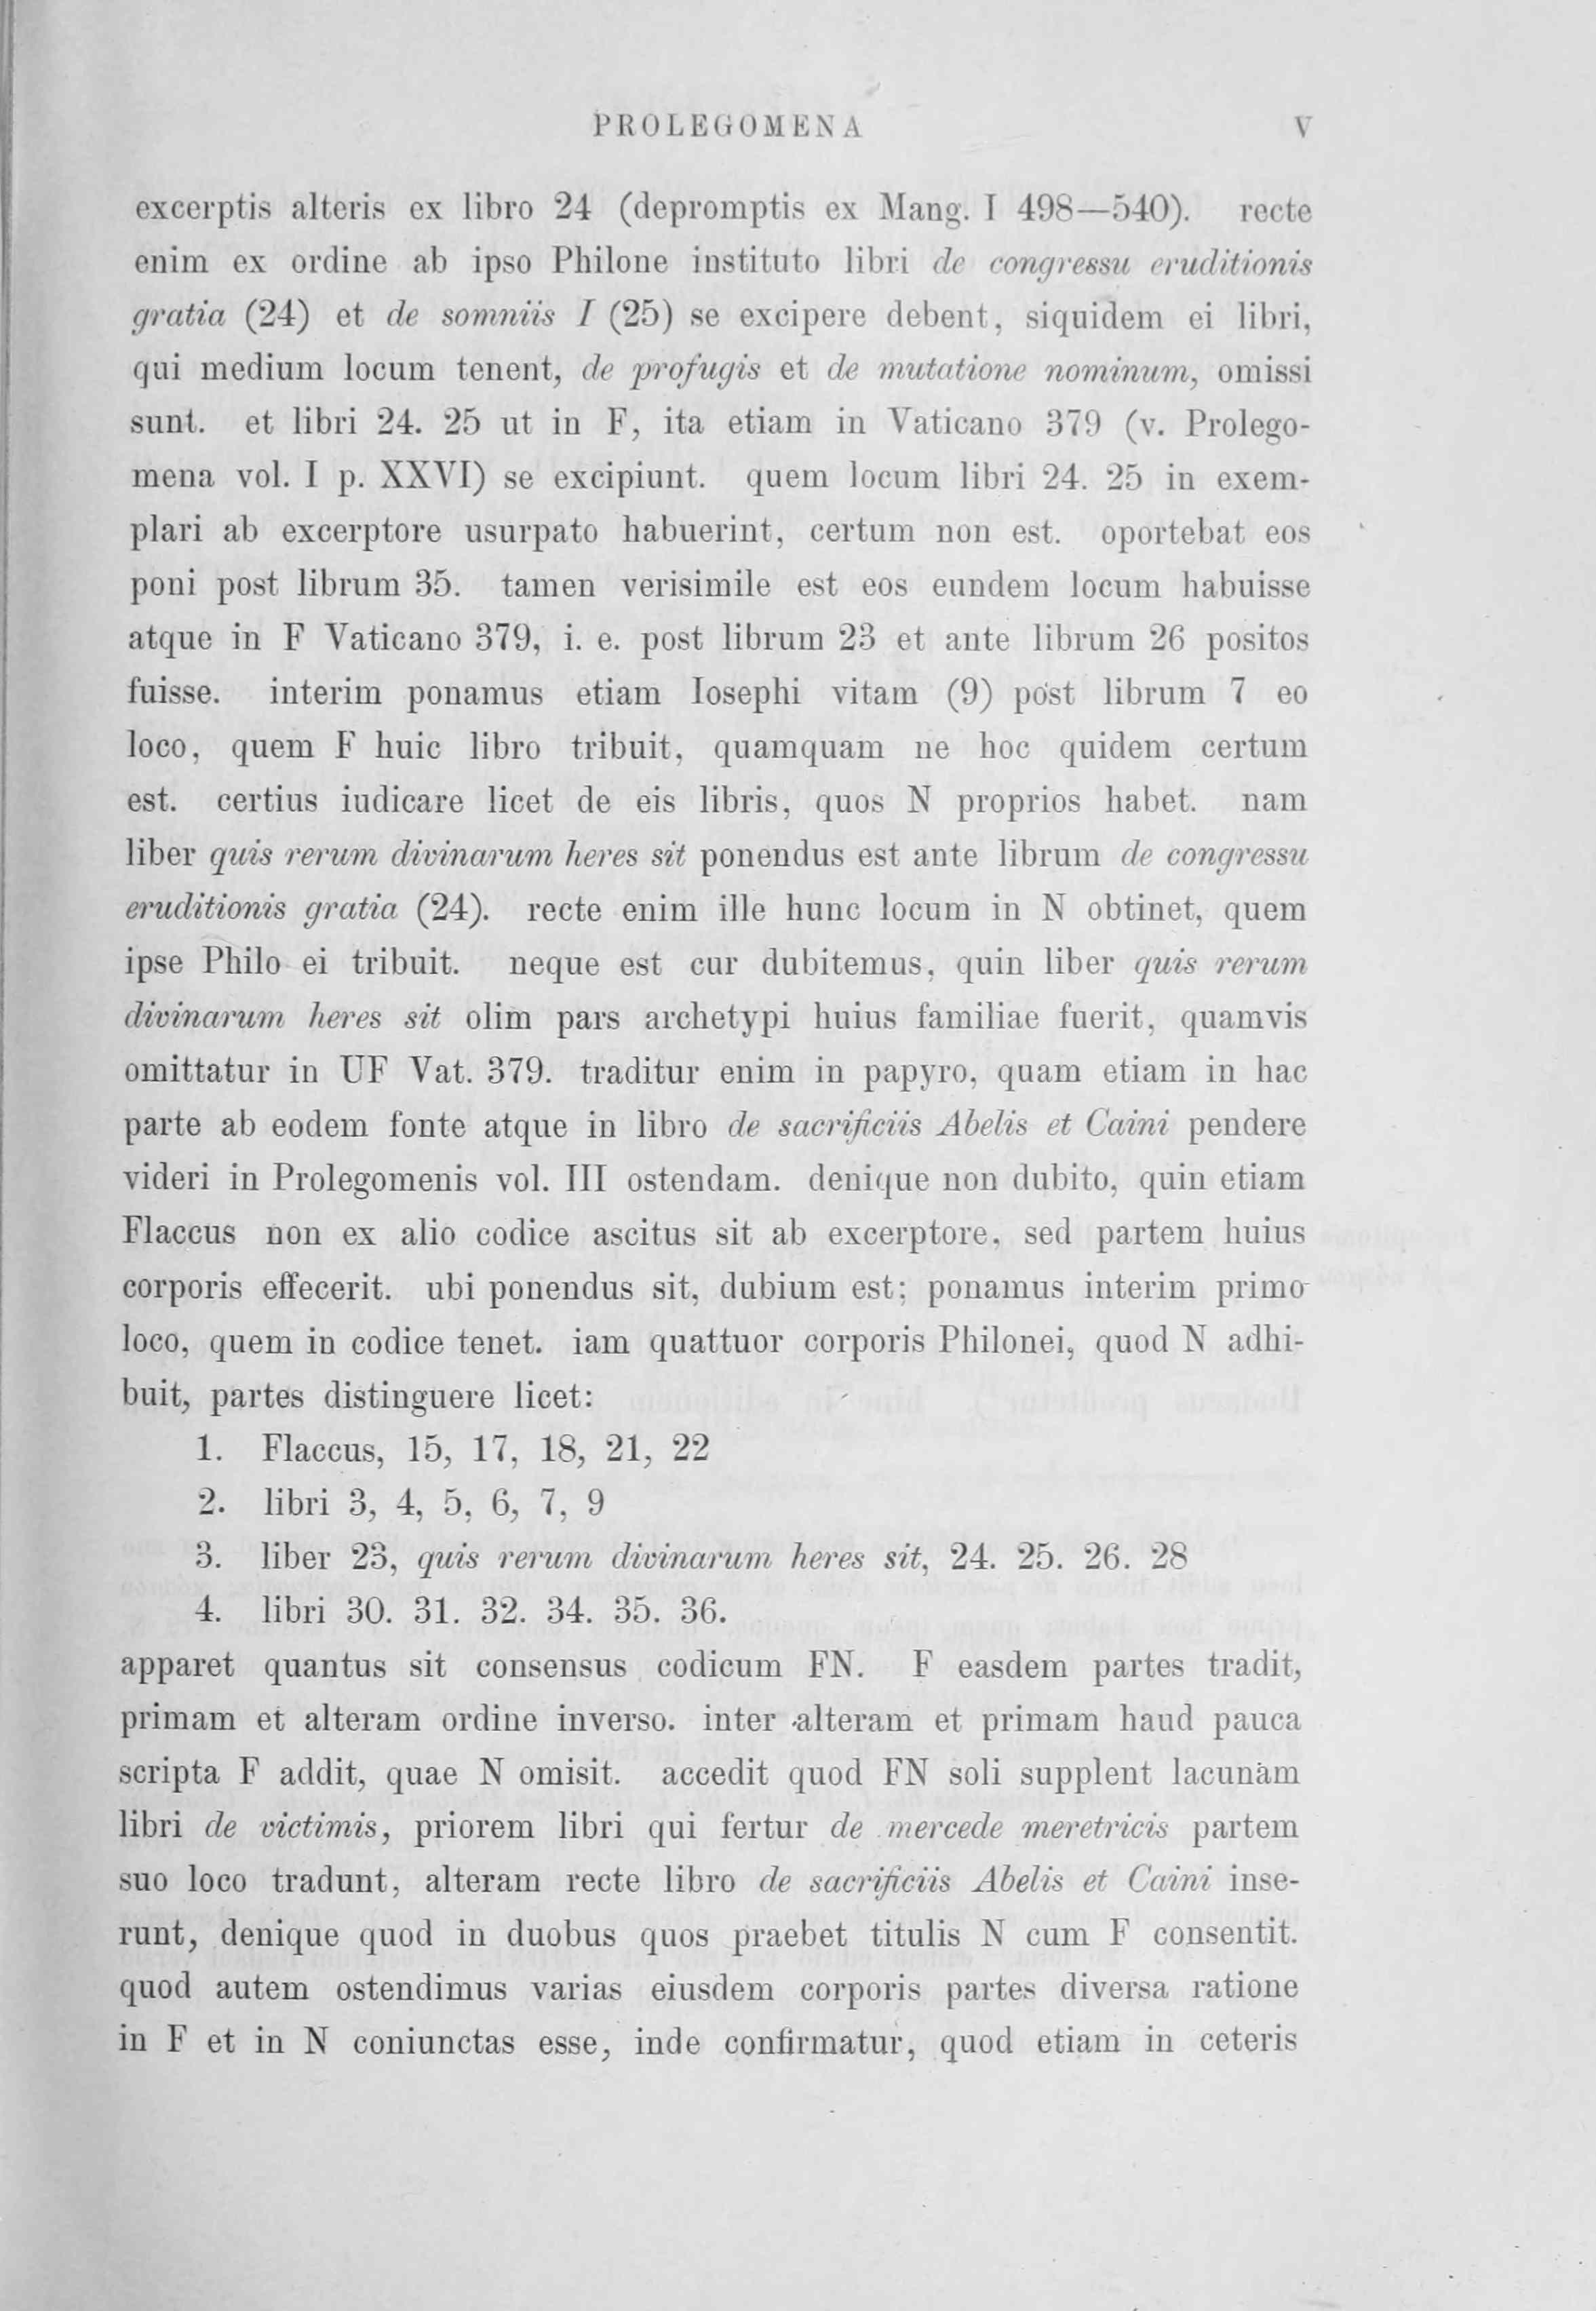 PROLEGOMENA V
excerptis alteris ex libro 24 (depromptis ex Mang. I 498—540). recte
enim ex ordine ab ipso Philone instituto libri de congressu eruditionis
gratia (24) et de somniis I (25) se excipere debent, siquidem ei libri,
qui medium locum tenent, de profugis et de mutatione nominum, omissi
sunt. et libri 24. 25 ut in F, ita etiam in Vaticano 379 (v. Prolego-
mena vol. I p. XXVI) se excipiunt. quem locum libri 24. 25 in exem-
plari ab excerptore usurpato habuerint, certum non est. oportebat eos
poni post librum 35. tamen verisimile est eos eundem locum habuisse
atque in F Vaticano 379, i. e. post librum 23 et ante librum 26 positos
fuisse. interim ponamus etiam Iosephi vitam (9) post librum 7 eo
loco, quem F huic libro tribuit, quamquam ne hoc quidem certum
est. certius iudicare licet de eis libris, quos N proprios habet. nam
liber quis rerum divinarum heres sit ponendus est ante librum de congressu
eruditionis gratia (24). recte enim ille hunc locum in N obtinet, quem
ipse Philo ei tribuit. neque est cur dubitemus, quin liber quis rerum
divinarum heres sit olim pars archetypi huius familiae fuerit, quamvis
omittatur in UF Vat. 379. traditur enim in papyro, quam etiam in hac
parte ab eodem fonte atque in libro de sacrificiis Abelis et Caini pendere
videri in Prolegomenis vol. III ostendam. denique non dubito, quin etiam
Flaccus non ex alio codice ascitus sit ab excerptore, sed partem huius
corporis effecerit. ubi ponendus sit, dubium est; ponamus interim primo
loco, quem in codice tenet. iam quattuor corporis Philonei, quod N adhi-
buit, partes distinguere licet:
1. Flaccus, 15, 17, 18, 21, 22
2. libri 3, 4, 5, 6, 7, 9
3. liber 23, quis rerum divinarum heres sit, 24. 25. 26. 28
4. libri 30. 31. 32. 34. 35. 36.
apparet quantus sit consensus codicum FN. F easdem partes tradit,
primam et alteram ordine inverso. inter alteram et primam haud pauca
scripta F addit, quae N omisit. accedit quod FN soli supplent lacunam
libri de victimis, priorem libri qui fertur de mercede meretricis partem
suo loco tradunt, alteram recte libro de sacrificiis Abelis et Caini inse-
runt, denique quod in duobus quos praebet titulis N cum F consentit.
quod autem ostendimus varias eiusdem corporis partes diversa ratione
in F et in N coniunctas esse, inde confirmatur, quod etiam in ceteris